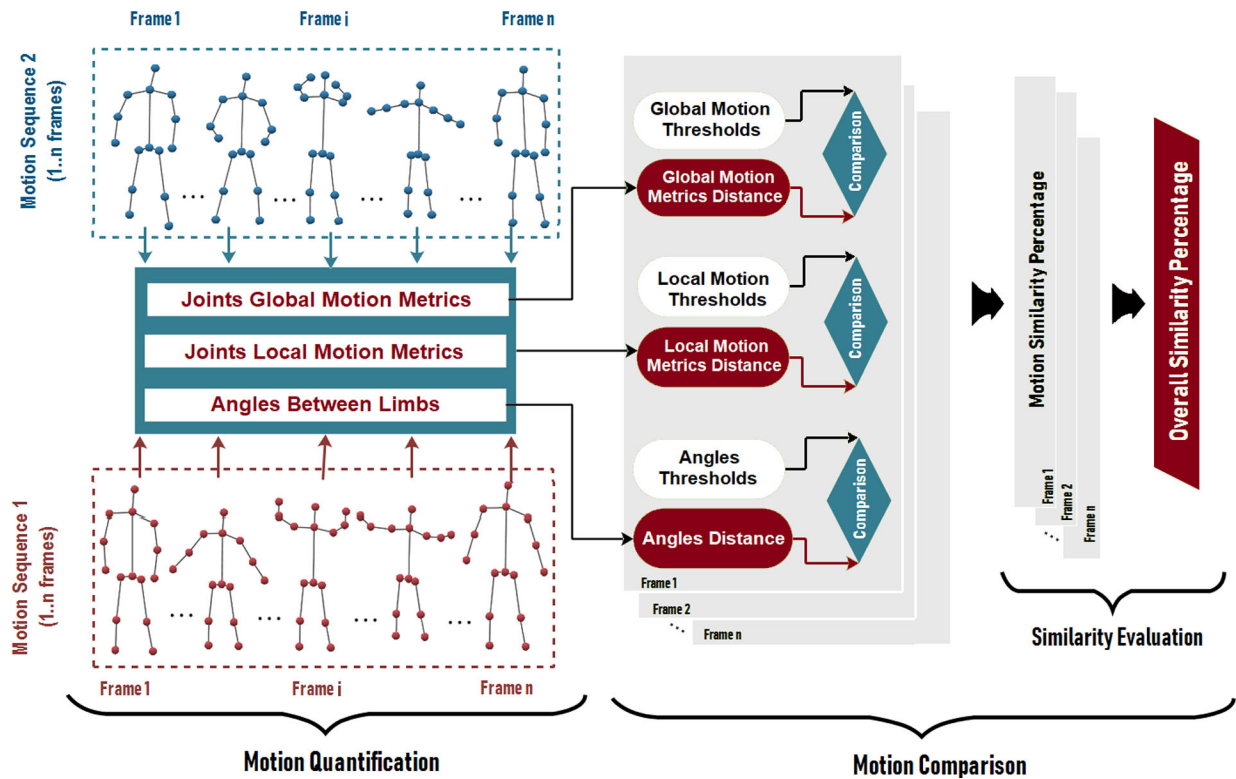 Frame 1
Frame i
Frame n
Motion Sequence 2
(1..n frames)
... ... ... ...
Joints Global Motion Metrics
Joints Local Motion Metrics
Angles Between Limbs
Motion Sequence 1
(1..n frames)
... ... ... ...
Frame 1
Frame i
Frame n
Motion Quantification
Global Motion
Thresholds
Global Motion
Metrics Distance
Comparison
Local Motion
Thresholds
Local Motion
Metrics Distance
Comparison
Angles
Thresholds
Angles Distance
Comparison
Frame 1
Frame 2
...
Frame n
Motion Similarity Percentage
Frame 1
Frame 2
...
Frame n
Overall Similarity Percentage
Similarity Evaluation
Motion Comparison